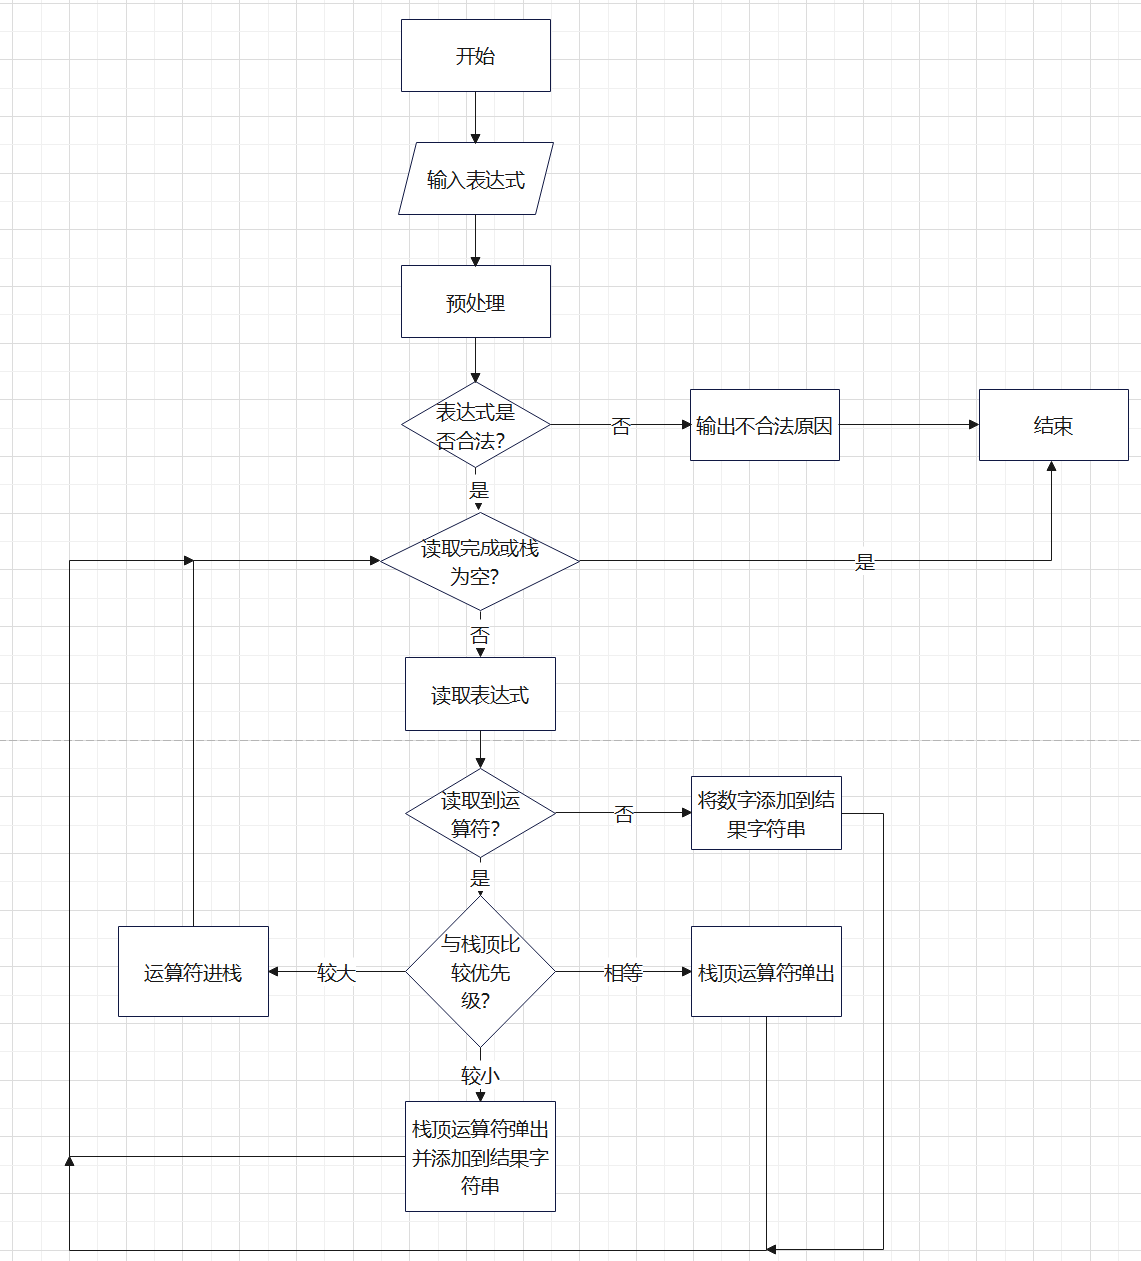 开始
输入表达式
预处理
表达式是
否合法?
否
输出不合法原因
结束
是
读取完成或栈
为空?
是
否
读取表达式
读取到运
算符?
否
将数字添加到结
果字符串
是
与栈顶比
较优先
级?
较大
运算符进栈
相等
栈顶运算符弹出
较小
栈顶运算符弹出
并添加到结果字
符串